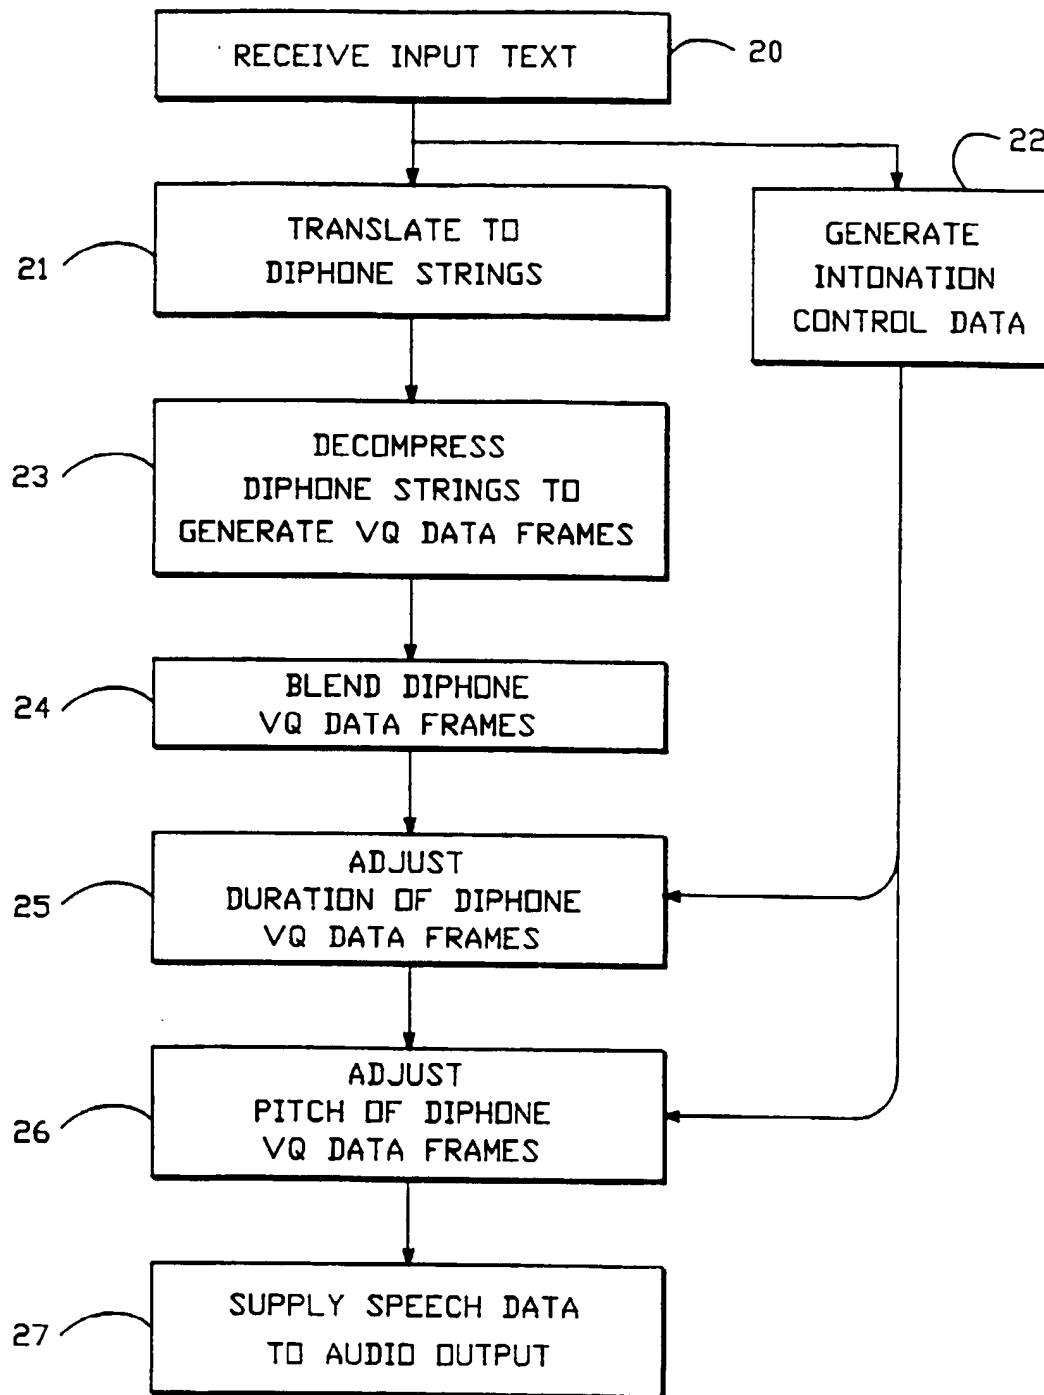 RECEIVE INPUT TEXT
20
22
21
TRANSLATE TO
DIPHONE STRINGS
GENERATE
INTONATION
CONTROL DATA
23
DECOMPRESS
DIPHONE STRINGS TO
GENERATE VQ DATA FRAMES
24
BLEND DIPHONE
VQ DATA FRAMES
25
ADJUST
DURATION OF DIPHONE
VQ DATA FRAMES
26
ADJUST
PITCH OF DIPHONE
VQ DATA FRAMES
27
SUPPLY SPEECH DATA
TO AUDIO OUTPUT